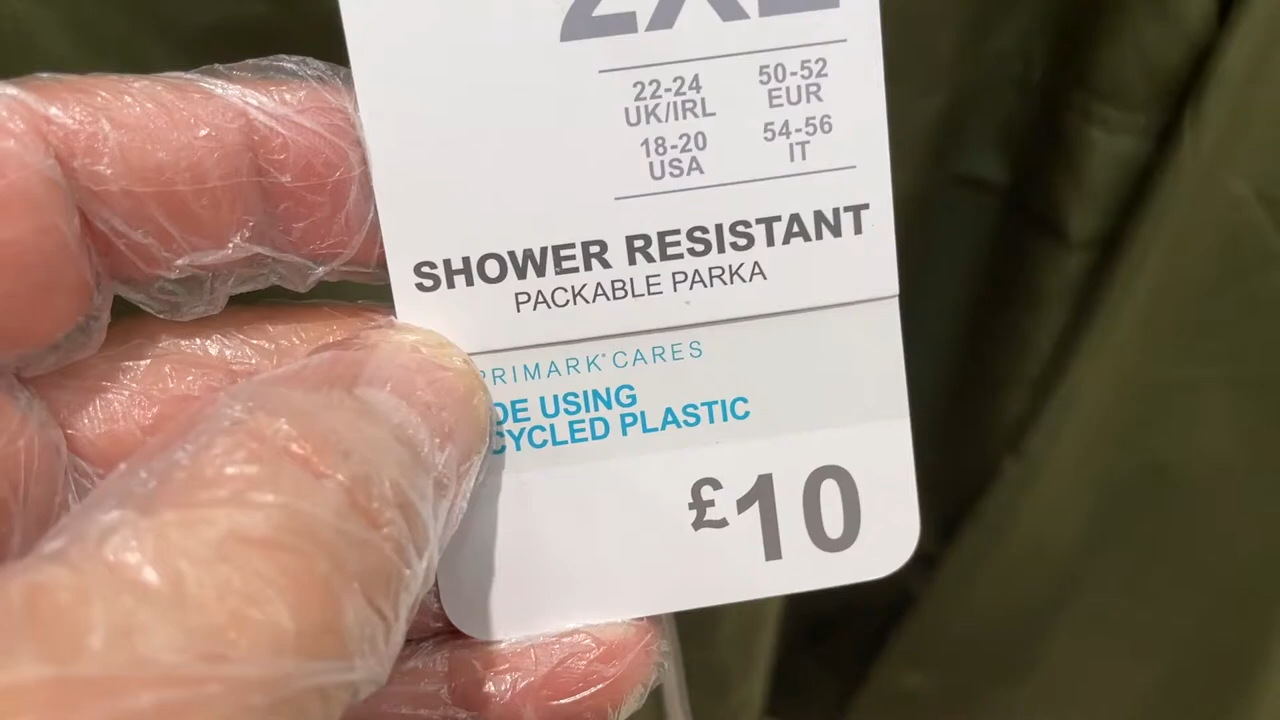 2XL
22-24
UK/IRL
50-52
EUR
18-20
USA
54-56
IT
SHOWER RESISTANT
PACKABLE PARKA
PRIMARK® CARES
DE USING
CYCLED PLASTIC
£10